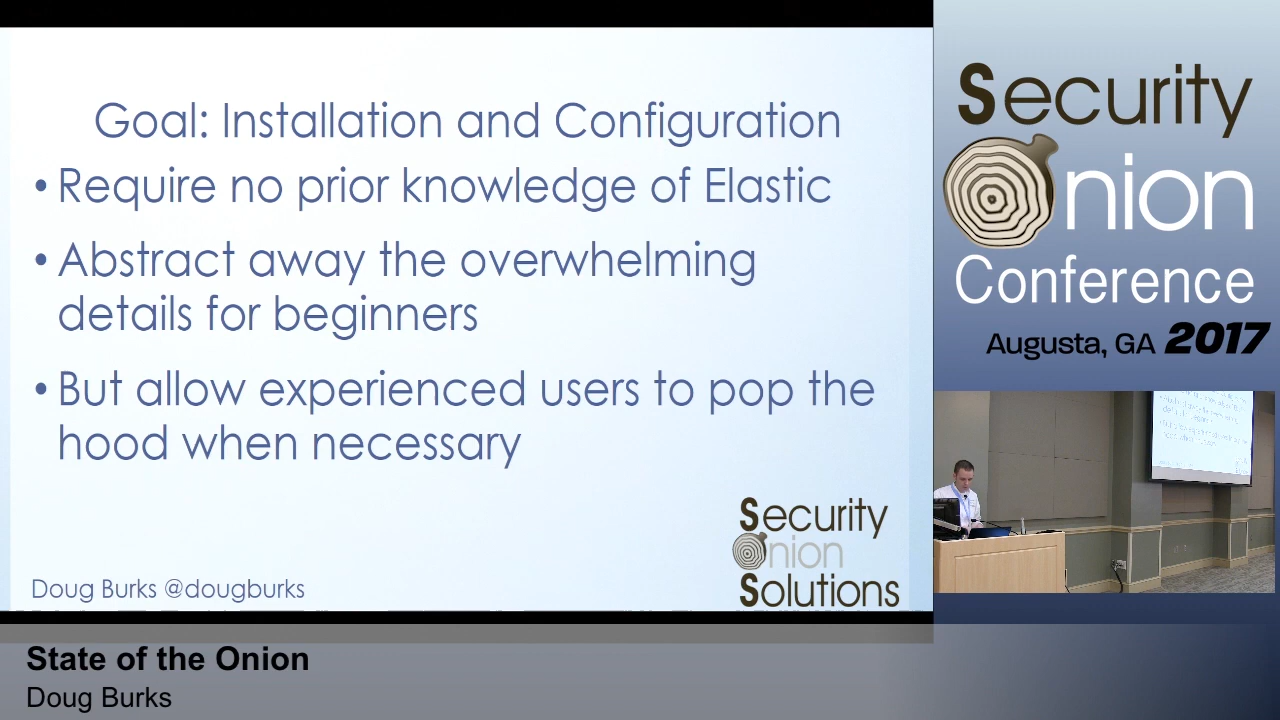 Goal: Installation and Configuration
• Require no prior knowledge of Elastic
• Abstract away the overwhelming
details for beginners
• But allow experienced users to pop the
hood when necessary
Doug Burks @dougburks
Security
Onion
Solutions
Security
Onion
Conference
Augusta, GA 2017
State of the Onion
Doug Burks